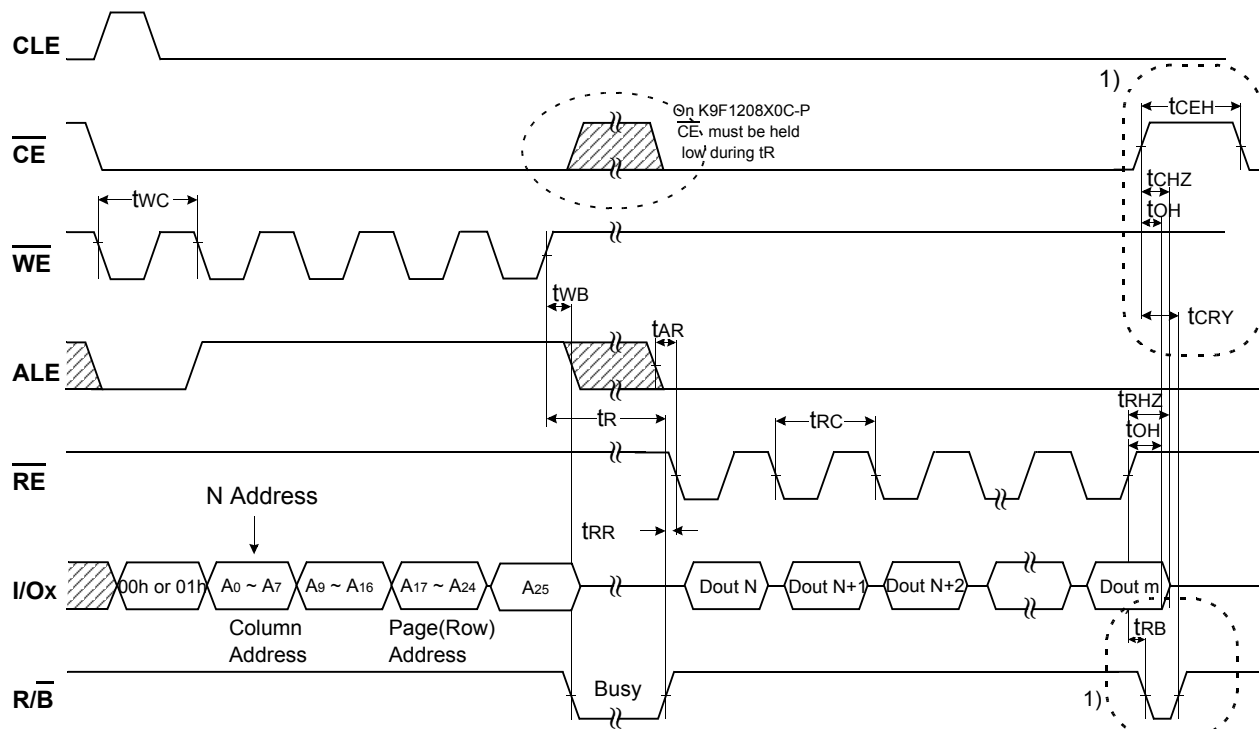 CLE
1)
tCEH
On K9F1208X0C-P
CE must be held
low during tR
CE
tCHZ
tOH
tWC
WE
tWB
tCRY
tAR
ALE
tRHZ
tR
tRC
tOH
RE
N Address
tRR
I/Ox
00h or 01h
A0 ~ A7
A9 ~ A16
A17 ~ A24
A25
Dout N
Dout N+1
Dout N+2
Dout m
Column
Address
Page(Row)
Address
tRB
R/B
Busy
1)